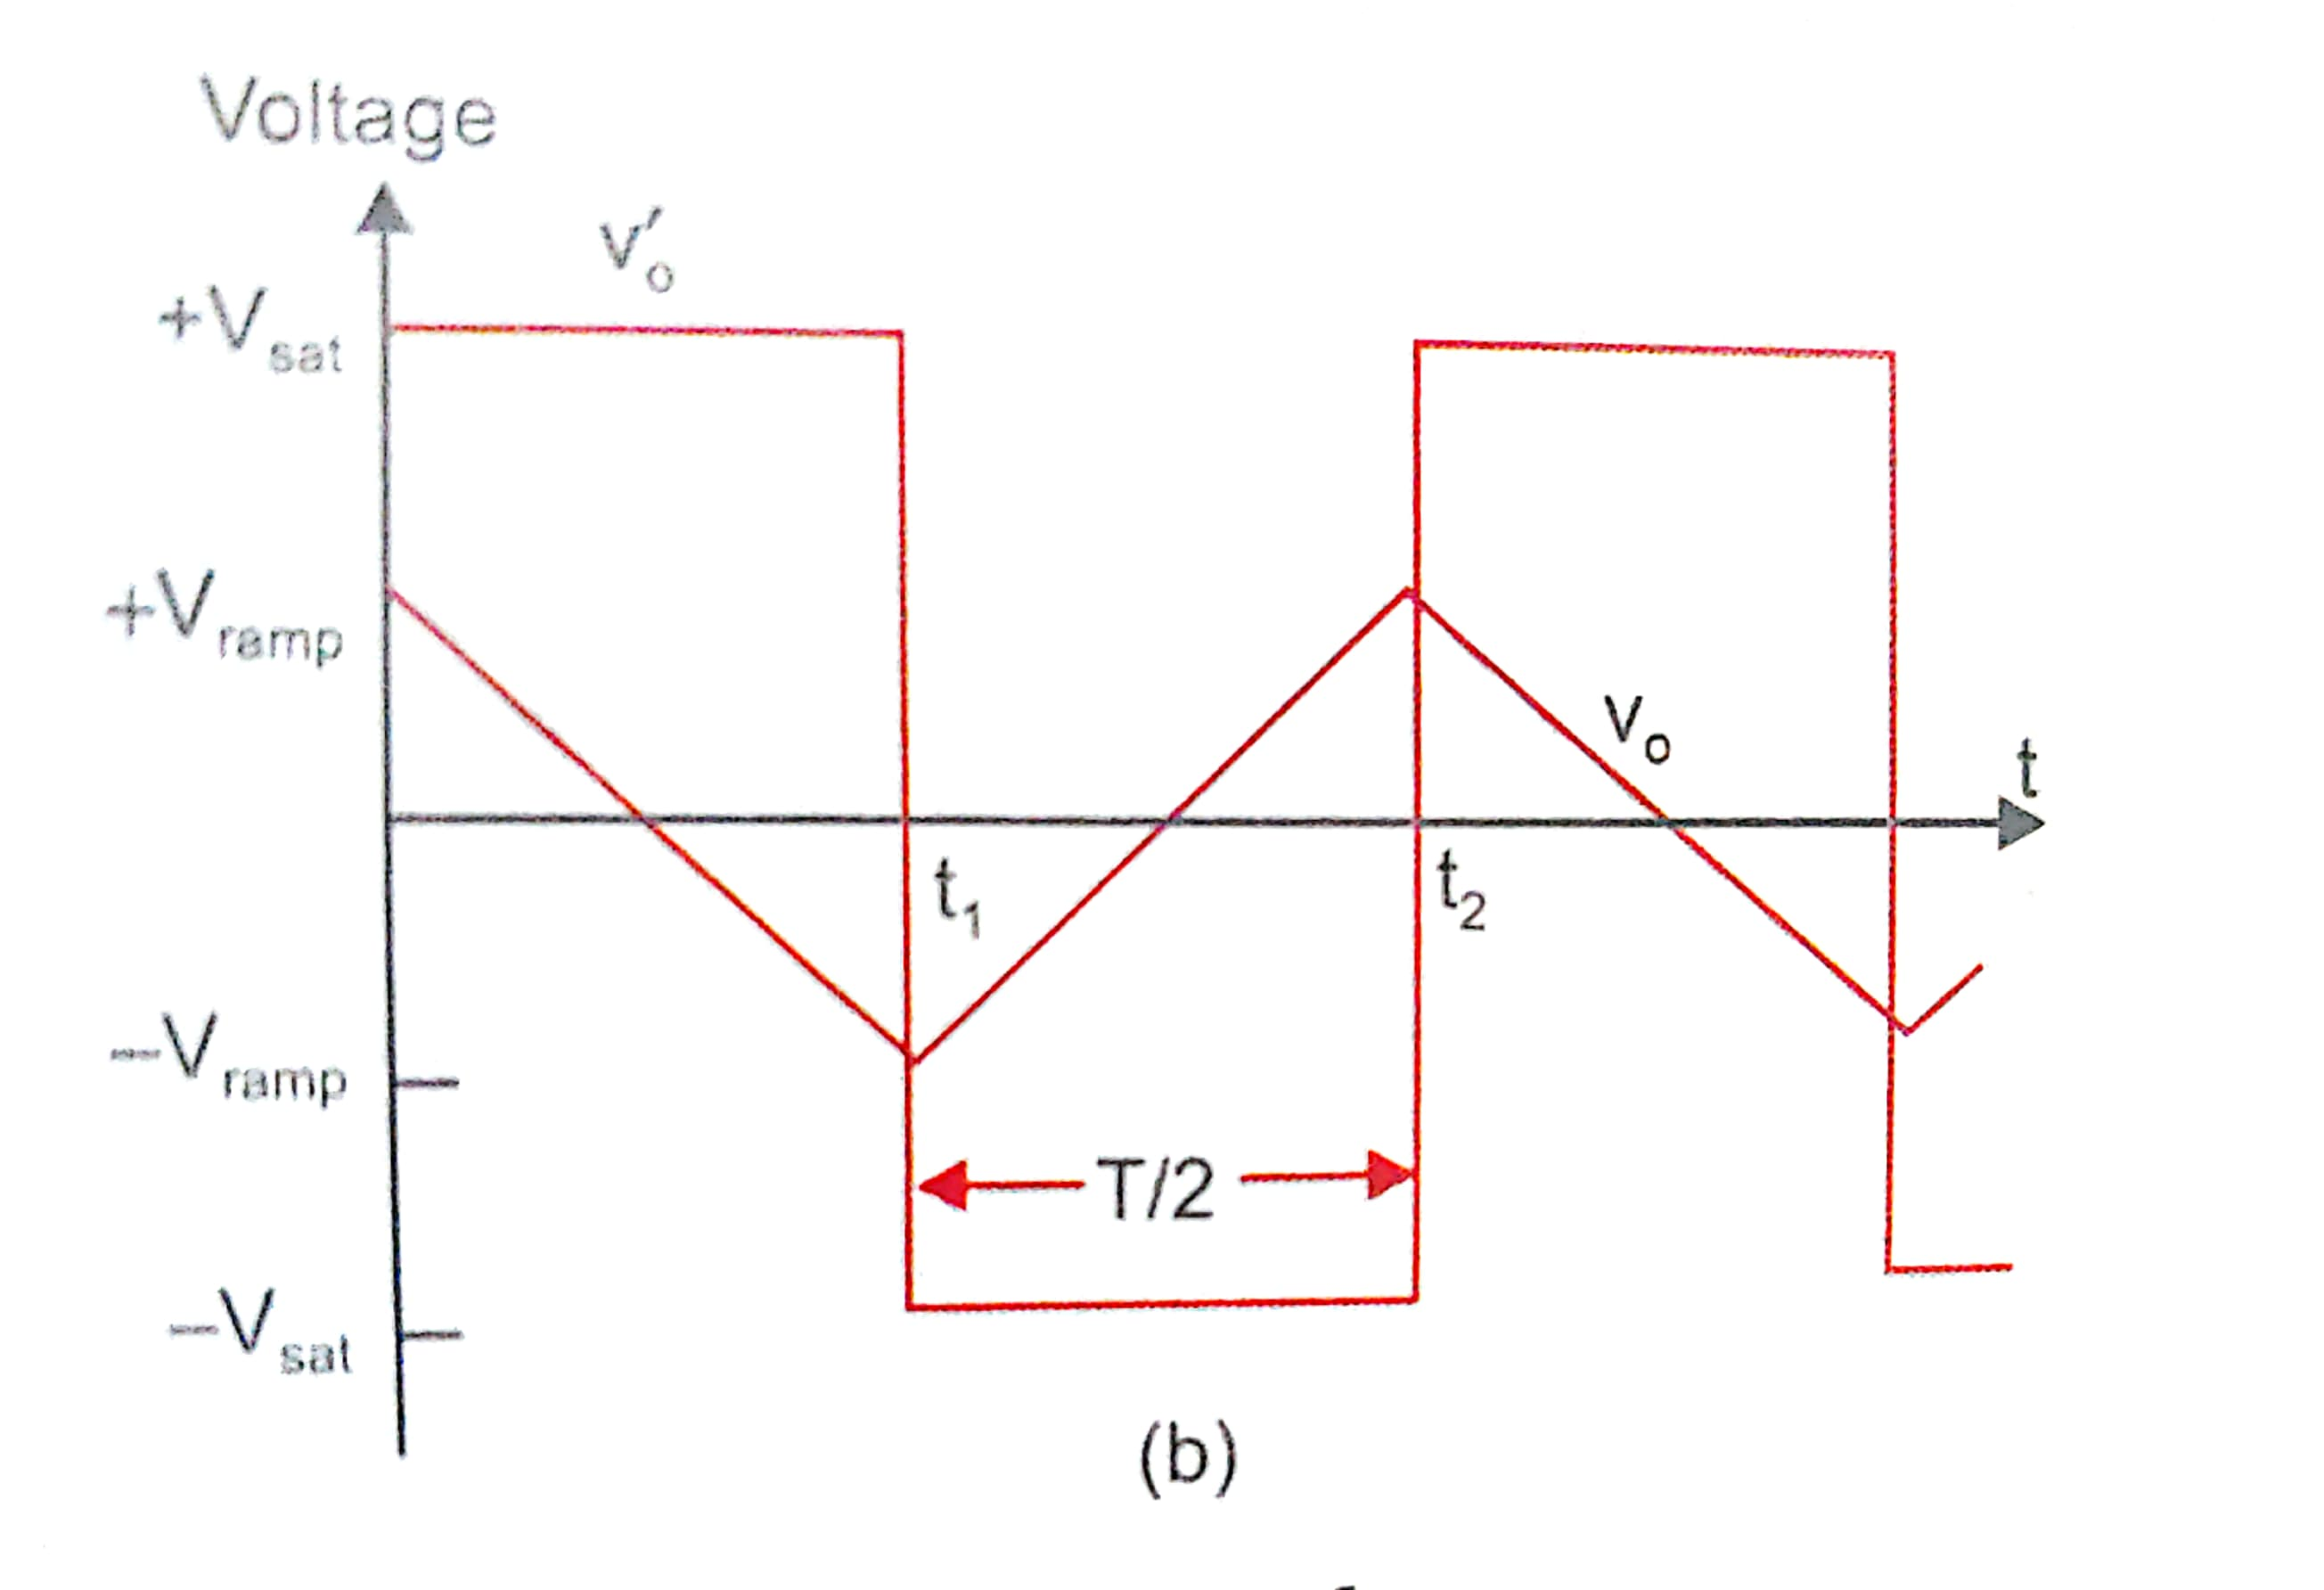 Voltage
v′o
+Vsat
+Vramp
vo
t
t1
t2
−Vramp
T/2
−Vsat
(b)